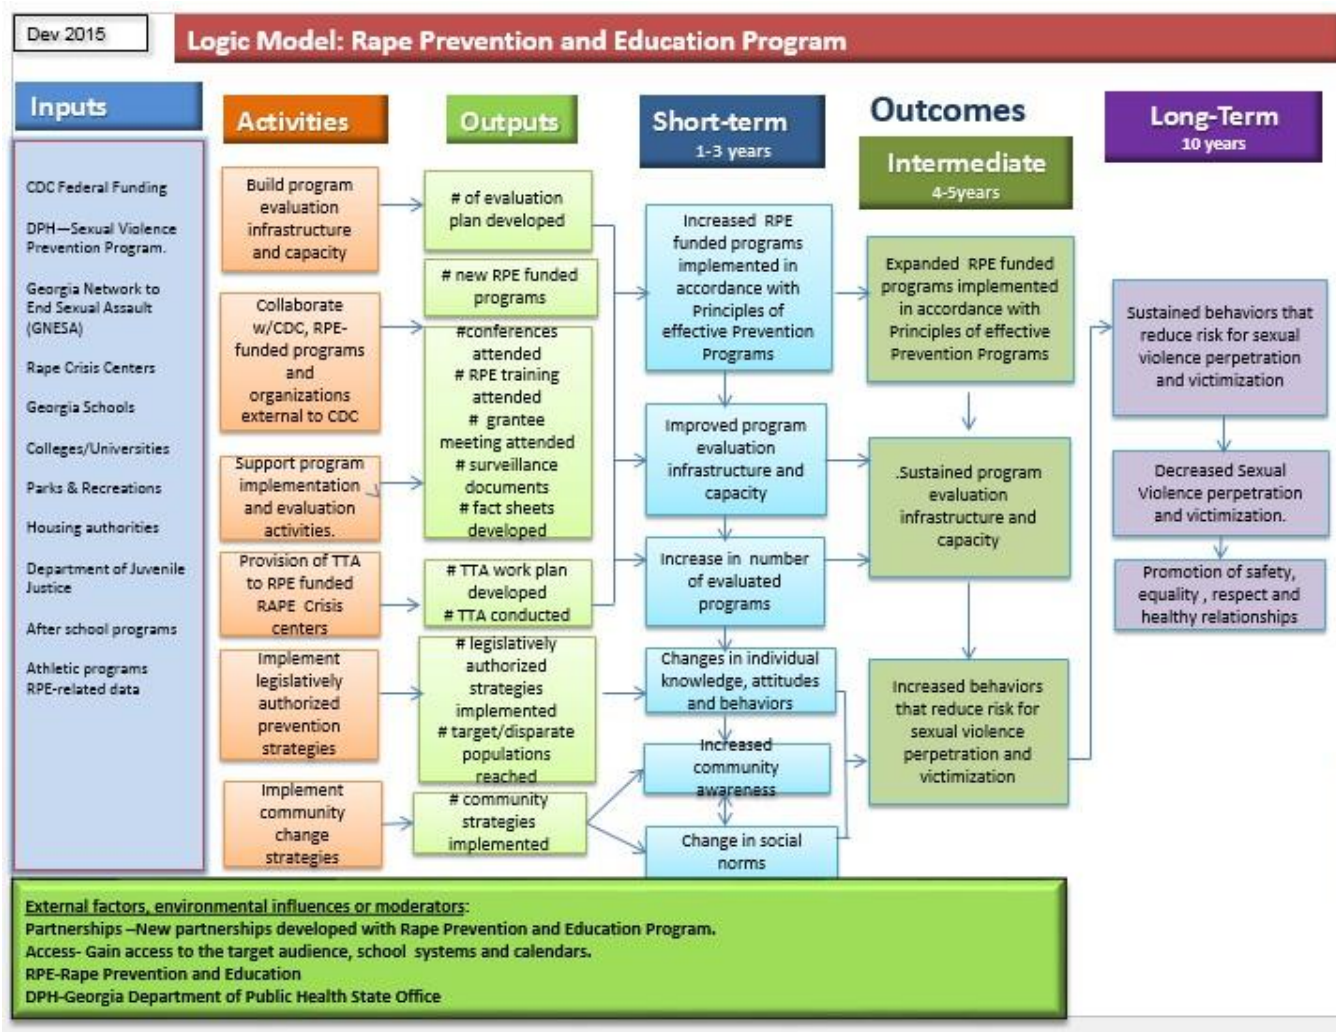 Dev 2015
Logic Model: Rape Prevention and Education Program
Inputs
CDC Federal Funding
DPH—Sexual Violence
Prevention Program.
Georgia Network to
End Sexual Assault
(GNESA)
Rape Crisis Centers
Georgia Schools
Colleges/Universities
Parks & Recreations
Housing authorities
Department of Juvenile
Justice
After school programs
Athletic programs
RPE-related data
Activities
Build program
evaluation
infrastructure
and capacity
Collaborate
w/CDC, RPE-
funded programs
and
organizations
external to CDC
Support program
implementation
and evaluation
activities.
Provision of TTA
to RPE funded
RAPE Crisis
centers
Implement
legislatively
authorized
prevention
strategies
Implement
community
change
strategies
Outputs
# of evaluation
plan developed
# new RPE funded
programs
#conferences
attended
# RPE training
attended
# grantee
meeting attended
# surveillance
documents
# fact sheets
developed
# TTA work plan
developed
# TTA conducted
# legislatively
authorized
strategies
implemented
# target/disparate
populations
reached
# community
strategies
implemented
Outcomes
Short-term
1-3 years
Increased RPE
funded programs
implemented in
accordance with
Principles of
effective Prevention
Programs
Improved program
evaluation
infrastructure and
capacity
Increase in number
of evaluated
programs
Changes in individual
knowledge, attitudes
and behaviors
Increased
community
awareness
Change in social
norms
Intermediate
4-5years
Expanded RPE funded
programs implemented
in accordance with
Principles of effective
Prevention Programs
.Sustained program
evaluation
infrastructure and
capacity
Increased behaviors
that reduce risk for
sexual violence
perpetration and
victimization
Long-Term
10 years
Sustained behaviors that
reduce risk for sexual
violence perpetration
and victimization
Decreased Sexual
Violence perpetration
and victimization.
Promotion of safety,
equality , respect and
healthy relationships
External factors, environmental influences or moderators:
Partnerships –New partnerships developed with Rape Prevention and Education Program.
Access- Gain access to the target audience, school systems and calendars.
RPE-Rape Prevention and Education
DPH-Georgia Department of Public Health State Office